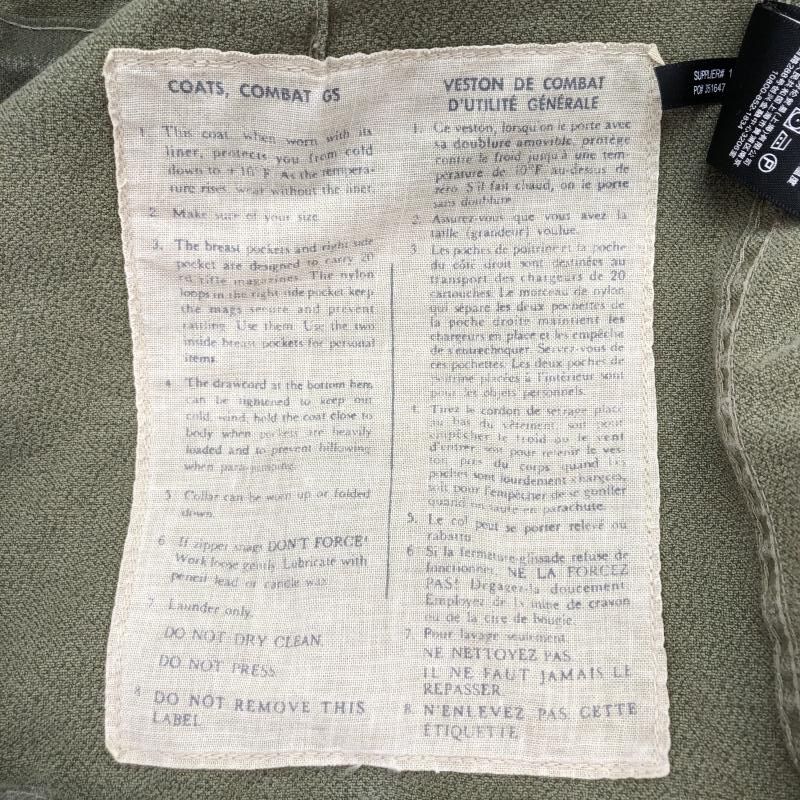 COATS, COMBAT GS
1. This coat, when worn with its
liner, protects you from cold
down to +10°F. As the tempera-
ture rises, wear without the liner.
2. Make sure of your size.
3. The breast pockets and right side
pocket are designed to carry 20
rd rifle magazines. The nylon
loops in the right side pocket keep
the mags secure and prevent
rattling. Use them. Use the two
inside breast pockets for personal
items.
4. The drawcord at the bottom hem
can be tightened to keep out
cold, wind, hold the coat close to
body when pockets are heavily
loaded and to prevent billowing
when para-jumping.
5. Collar can be worn up or folded
down.
6. If zipper snags DON'T FORCE!
Work loose gently. Lubricate with
pencil lead or candle wax.
7. Launder only.
DO NOT DRY CLEAN.
DO NOT PRESS
8. DO NOT REMOVE THIS
LABEL
VESTON DE COMBAT
D'UTILITÉ GÉNÉRALE
1. Ce veston, lorsqu'on le porte avec
sa doublure amovible, protège
contre le froid jusqu'à une tem-
pérature de 10°F au-dessus de
zéro. S'il fait chaud, on le porte
sans doublure.
2. Assurez-vous que vous avez la
taille (grandeur) voulue.
3. Les poches de poitrine et la poche
du côté droit sont destinées au
transport des chargeurs de 20
cartouches. Le morceau de nylon
qui sépare les deux pochettes de
la poche droite maintient les
chargeurs en place et les empêche
de s'entrechoquer. Servez-vous de
ces pochettes. Les deux poches de
poitrine placées à l'intérieur sont
pour les objets personnels.
4. Tirez le cordon de serrage placé
au bas du vêtement, soit pour
empêcher le froid ou le vent
d'entrer, soit pour retenir le ves-
ton près du corps quand les
poches sont lourdement chargées,
soit pour l'empêcher de se gonfler
quand on saute en parachute.
5. Le col peut se porter relevé ou
rabattu.
6. Si la fermeture-glissade refuse de
fonctionner, NE LA FORCEZ
PAS! Dégagez-la doucement.
Employez de la mine de crayon
ou de la cire de bougie.
7. Pour lavage seulement.
NE NETTOYEZ PAS.
IL NE FAUT JAMAIS LE
REPASSER.
8. N'ENLEVEZ PAS CETTE
ÉTIQUETTE.
SUPPLIER# 1
PO# 351647